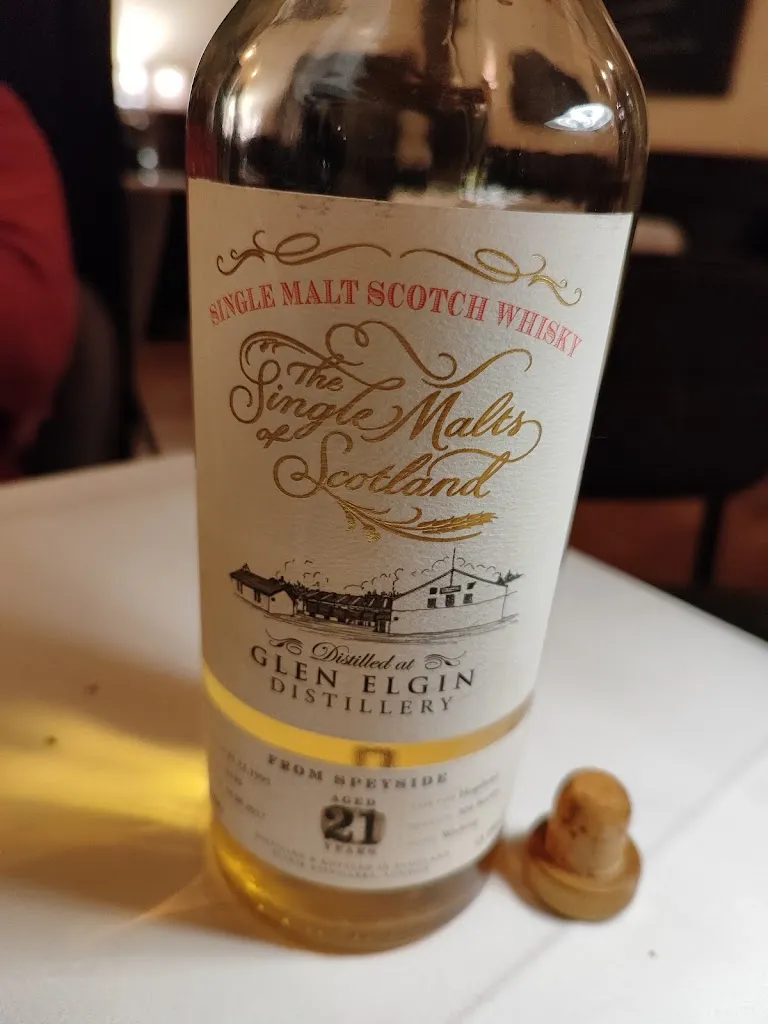 SINGLE MALT SCOTCH WHISKY
The
Single Malts
of
Scotland
Distilled at
GLEN ELGIN
DISTILLERY
FROM SPEYSIDE
AGED
21
YEARS